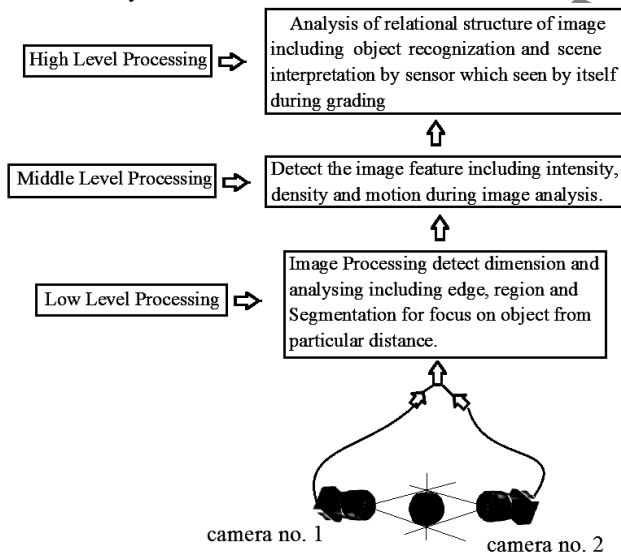 Analysis of relational structure of image
including object recognization and scene
interpretation by sensor which seen by itself
during grading
High Level Processing
Detect the image feature including intensity,
density and motion during image analysis.
Middle Level Processing
Image Processing detect dimension and
analysing including edge, region and
Segmentation for focus on object from
particular distance.
Low Level Processing
camera no. 1
camera no. 2